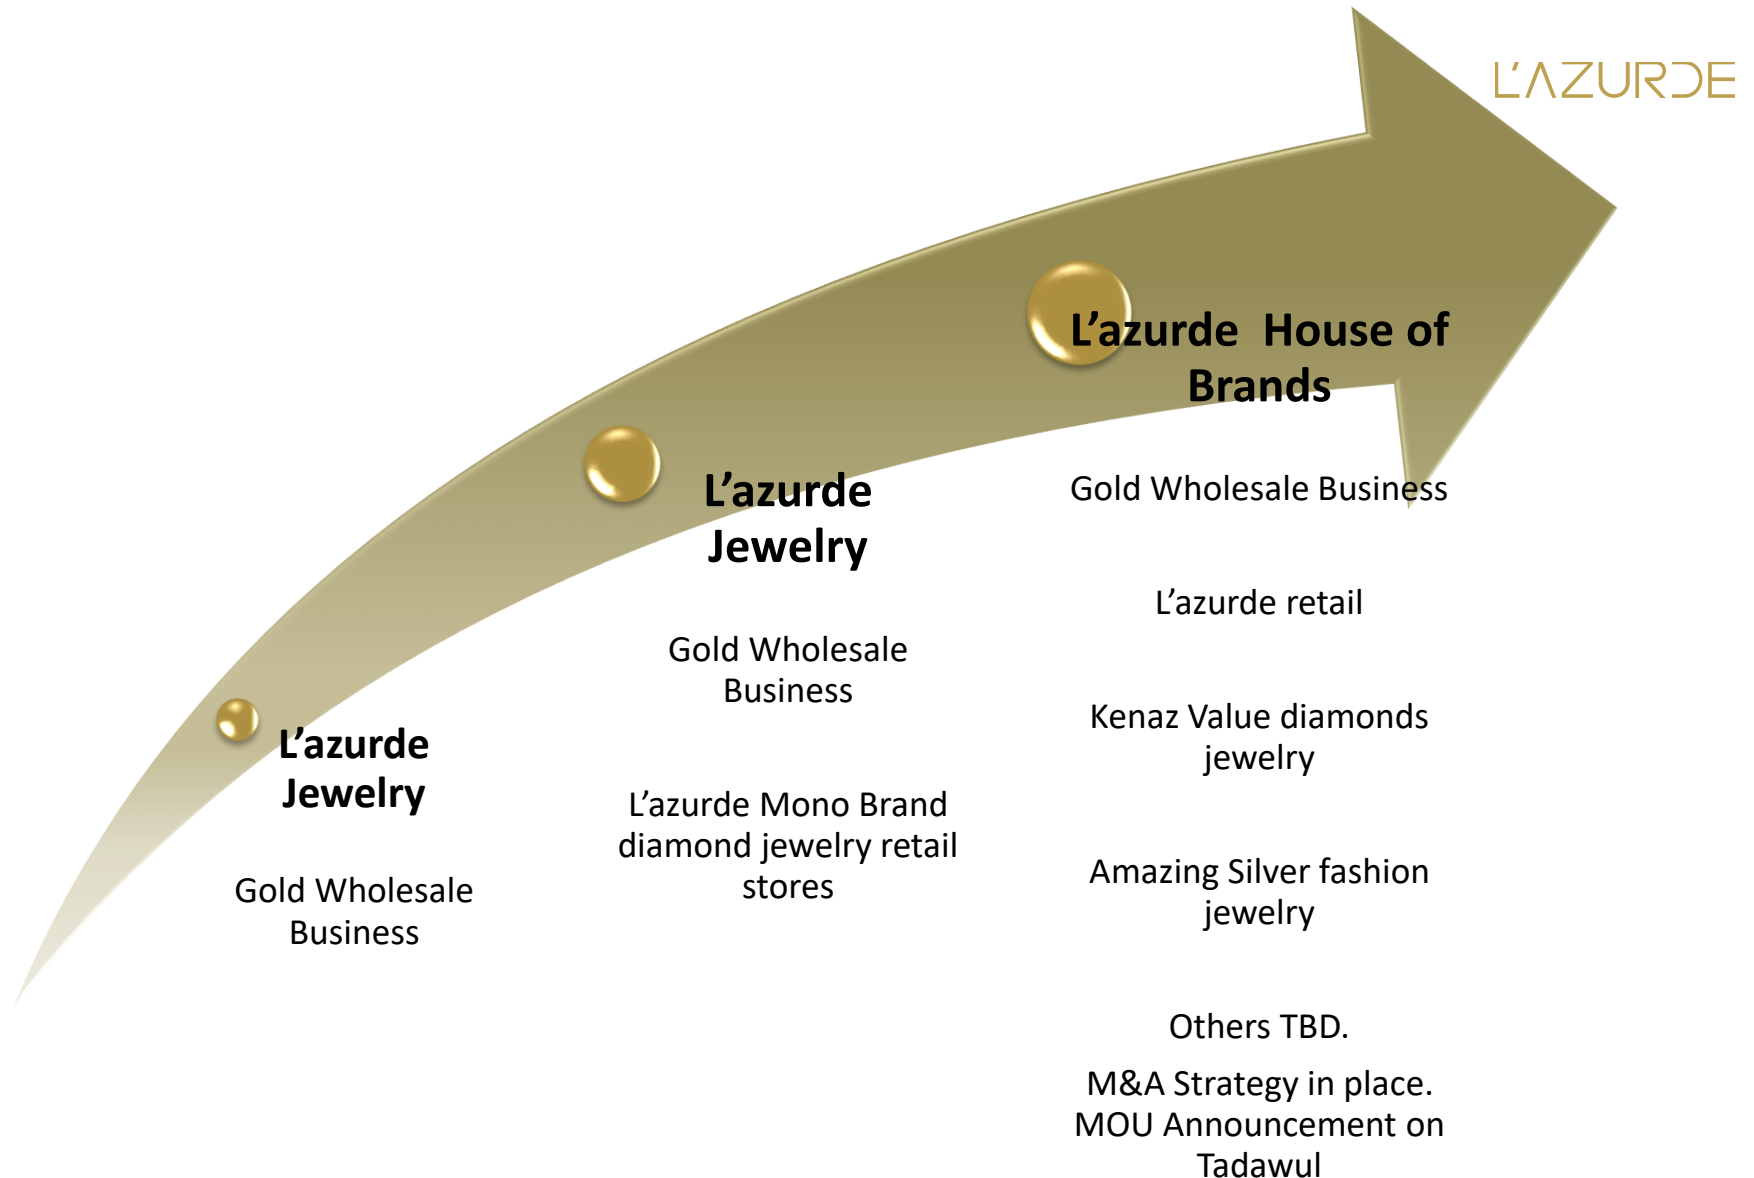 L'AZURDE
L’azurde
Jewelry
Gold Wholesale
Business
L’azurde
Jewelry
Gold Wholesale
Business
L’azurde Mono Brand
diamond jewelry retail
stores
L’azurde House of
Brands
Gold Wholesale Business
L’azurde retail
Kenaz Value diamonds
jewelry
Amazing Silver fashion
jewelry
Others TBD.
M&A Strategy in place.
MOU Announcement on
Tadawul